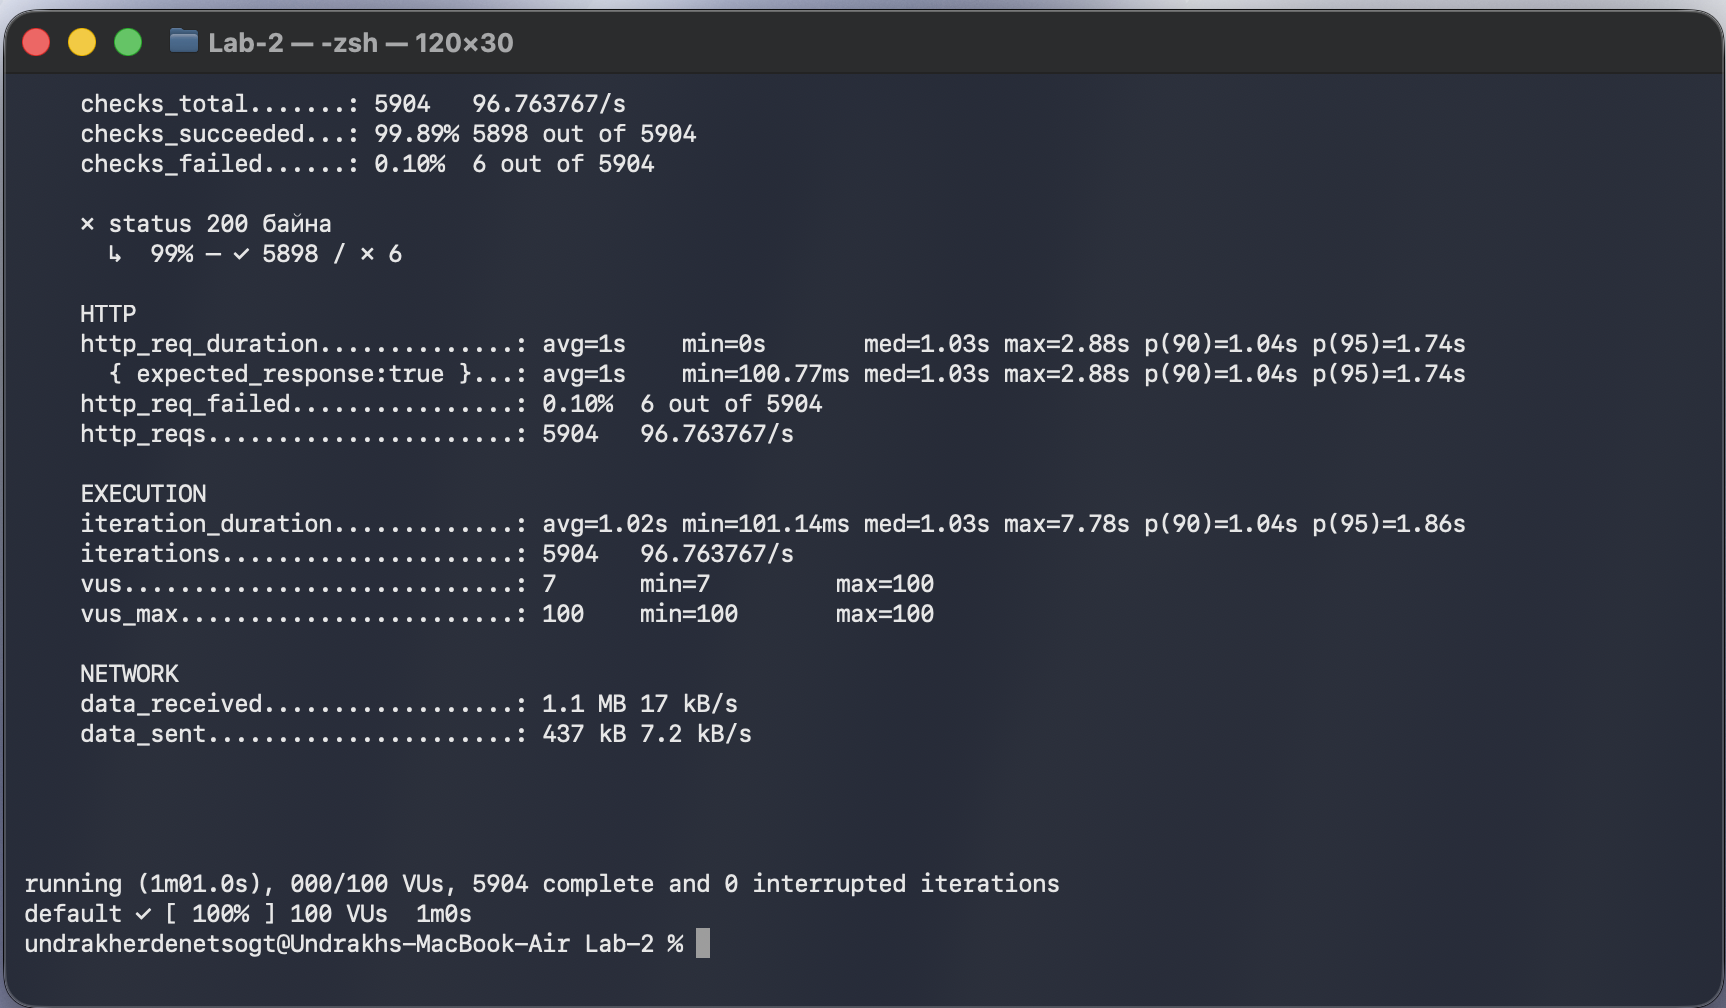 Lab-2 — -zsh — 120×30
checks_total.......: 5904   96.763767/s
checks_succeeded...: 99.89% 5898 out of 5904
checks_failed......: 0.10%  6 out of 5904
× status 200 байна
↳  99% — ✓ 5898 / × 6
HTTP
http_req_duration..............: avg=1s    min=0s       med=1.03s max=2.88s p(90)=1.04s p(95)=1.74s
{ expected_response:true }...: avg=1s    min=100.77ms med=1.03s max=2.88s p(90)=1.04s p(95)=1.74s
http_req_failed................: 0.10%  6 out of 5904
http_reqs......................: 5904   96.763767/s
EXECUTION
iteration_duration.............: avg=1.02s min=101.14ms med=1.03s max=7.78s p(90)=1.04s p(95)=1.86s
iterations.....................: 5904   96.763767/s
vus............................: 7      min=7        max=100
vus_max........................: 100    min=100      max=100
NETWORK
data_received..................: 1.1 MB 17 kB/s
data_sent......................: 437 kB 7.2 kB/s
running (1m01.0s), 000/100 VUs, 5904 complete and 0 interrupted iterations
default ✓ [ 100% ] 100 VUs  1m0s
undrakherdenetsogt@Undrakhs-MacBook-Air Lab-2 %